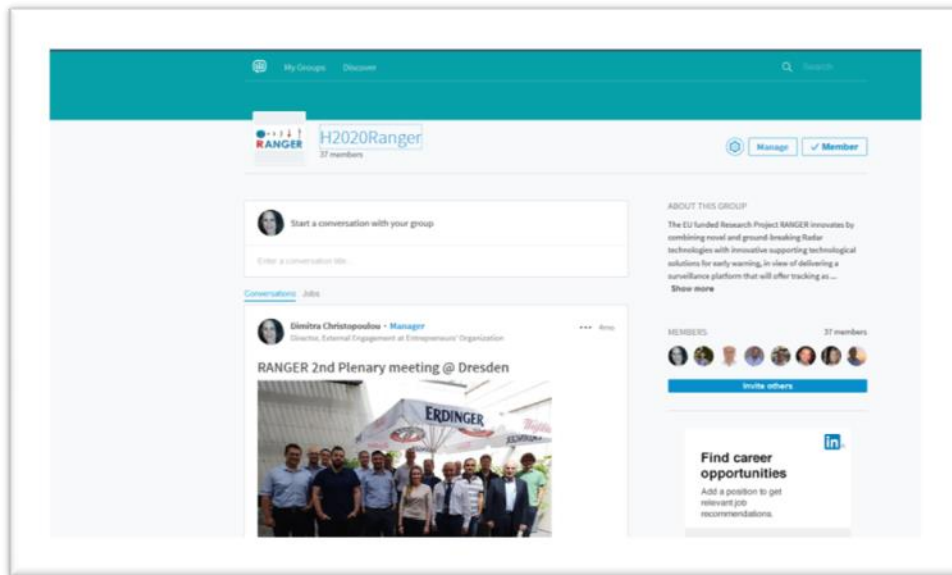 My Groups Discover
Search
RANGER
H2020Ranger
37 members
Manage
✓ Member
Start a conversation with your group
Enter a conversation title...
Conversations Jobs
Dimitra Christopoulou • Manager
4mo
Director, External Engagement at Entrepreneurs' Organization
RANGER 2nd Plenary meeting @ Dresden
ERDINGER
ABOUT THIS GROUP
The EU funded Research Project RANGER innovates by
combining novel and ground-breaking Radar
technologies with innovative supporting technological
solutions for early warning, in view of delivering a
surveillance platform that will offer tracking as ...
Show more
MEMBERS 37 members
Invite others
in
Find career
opportunities
Add a position to get
relevant job
recommendations.